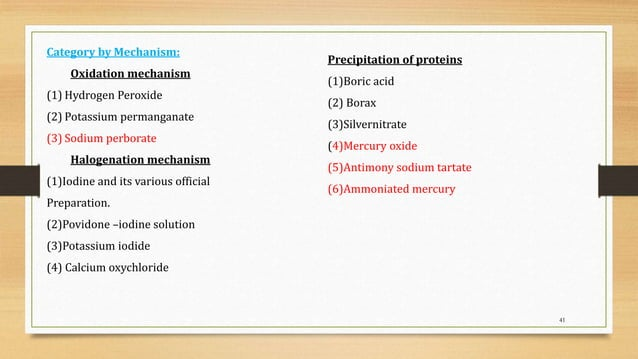 Category by Mechanism:
Oxidation mechanism
(1) Hydrogen Peroxide
(2) Potassium permanganate
(3) Sodium perborate
Halogenation mechanism
(1)Iodine and its various official
Preparation.
(2)Povidone –iodine solution
(3)Potassium iodide
(4) Calcium oxychloride
Precipitation of proteins
(1)Boric acid
(2) Borax
(3)Silvernitrate
(4)Mercury oxide
(5)Antimony sodium tartate
(6)Ammoniated mercury
41